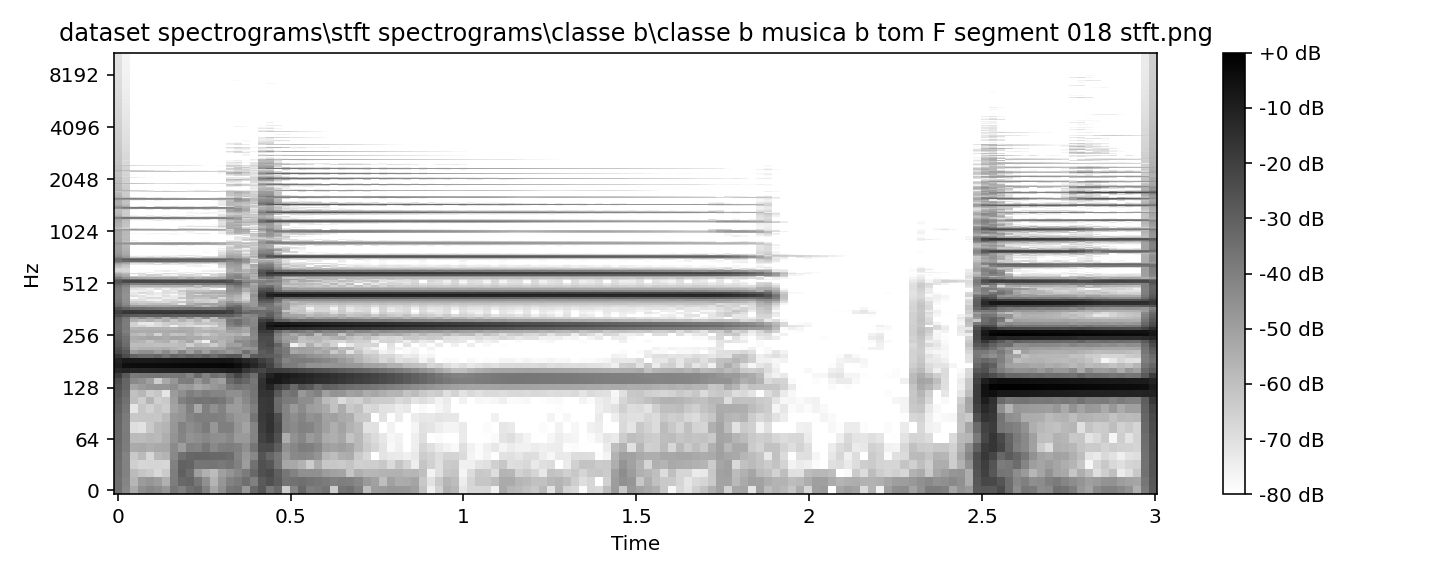 dataset spectrograms\stft spectrograms\classe b\classe b musica b tom F segment 018 stft.png
Hz
8192
4096
2048
1024
512
256
128
64
0
0
0.5
1
1.5
2
2.5
3
Time
+0 dB
-10 dB
-20 dB
-30 dB
-40 dB
-50 dB
-60 dB
-70 dB
-80 dB